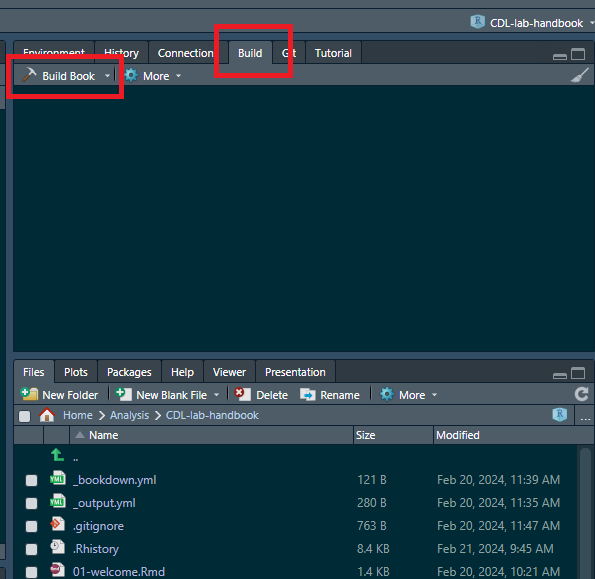 CDL-lab-handbook
Environment History Connection Build Git Tutorial
Build Book More
Files Plots Packages Help Viewer Presentation
New Folder New Blank File Delete Rename More
Home Analysis CDL-lab-handbook ...
Name Size Modified
..
_bookdown.yml 121 B Feb 20, 2024, 11:39 AM
_output.yml 280 B Feb 20, 2024, 11:35 AM
.gitignore 763 B Feb 20, 2024, 11:47 AM
.Rhistory 8.4 KB Feb 21, 2024, 9:45 AM
01-welcome.Rmd 1.4 KB Feb 20, 2024, 10:21 AM